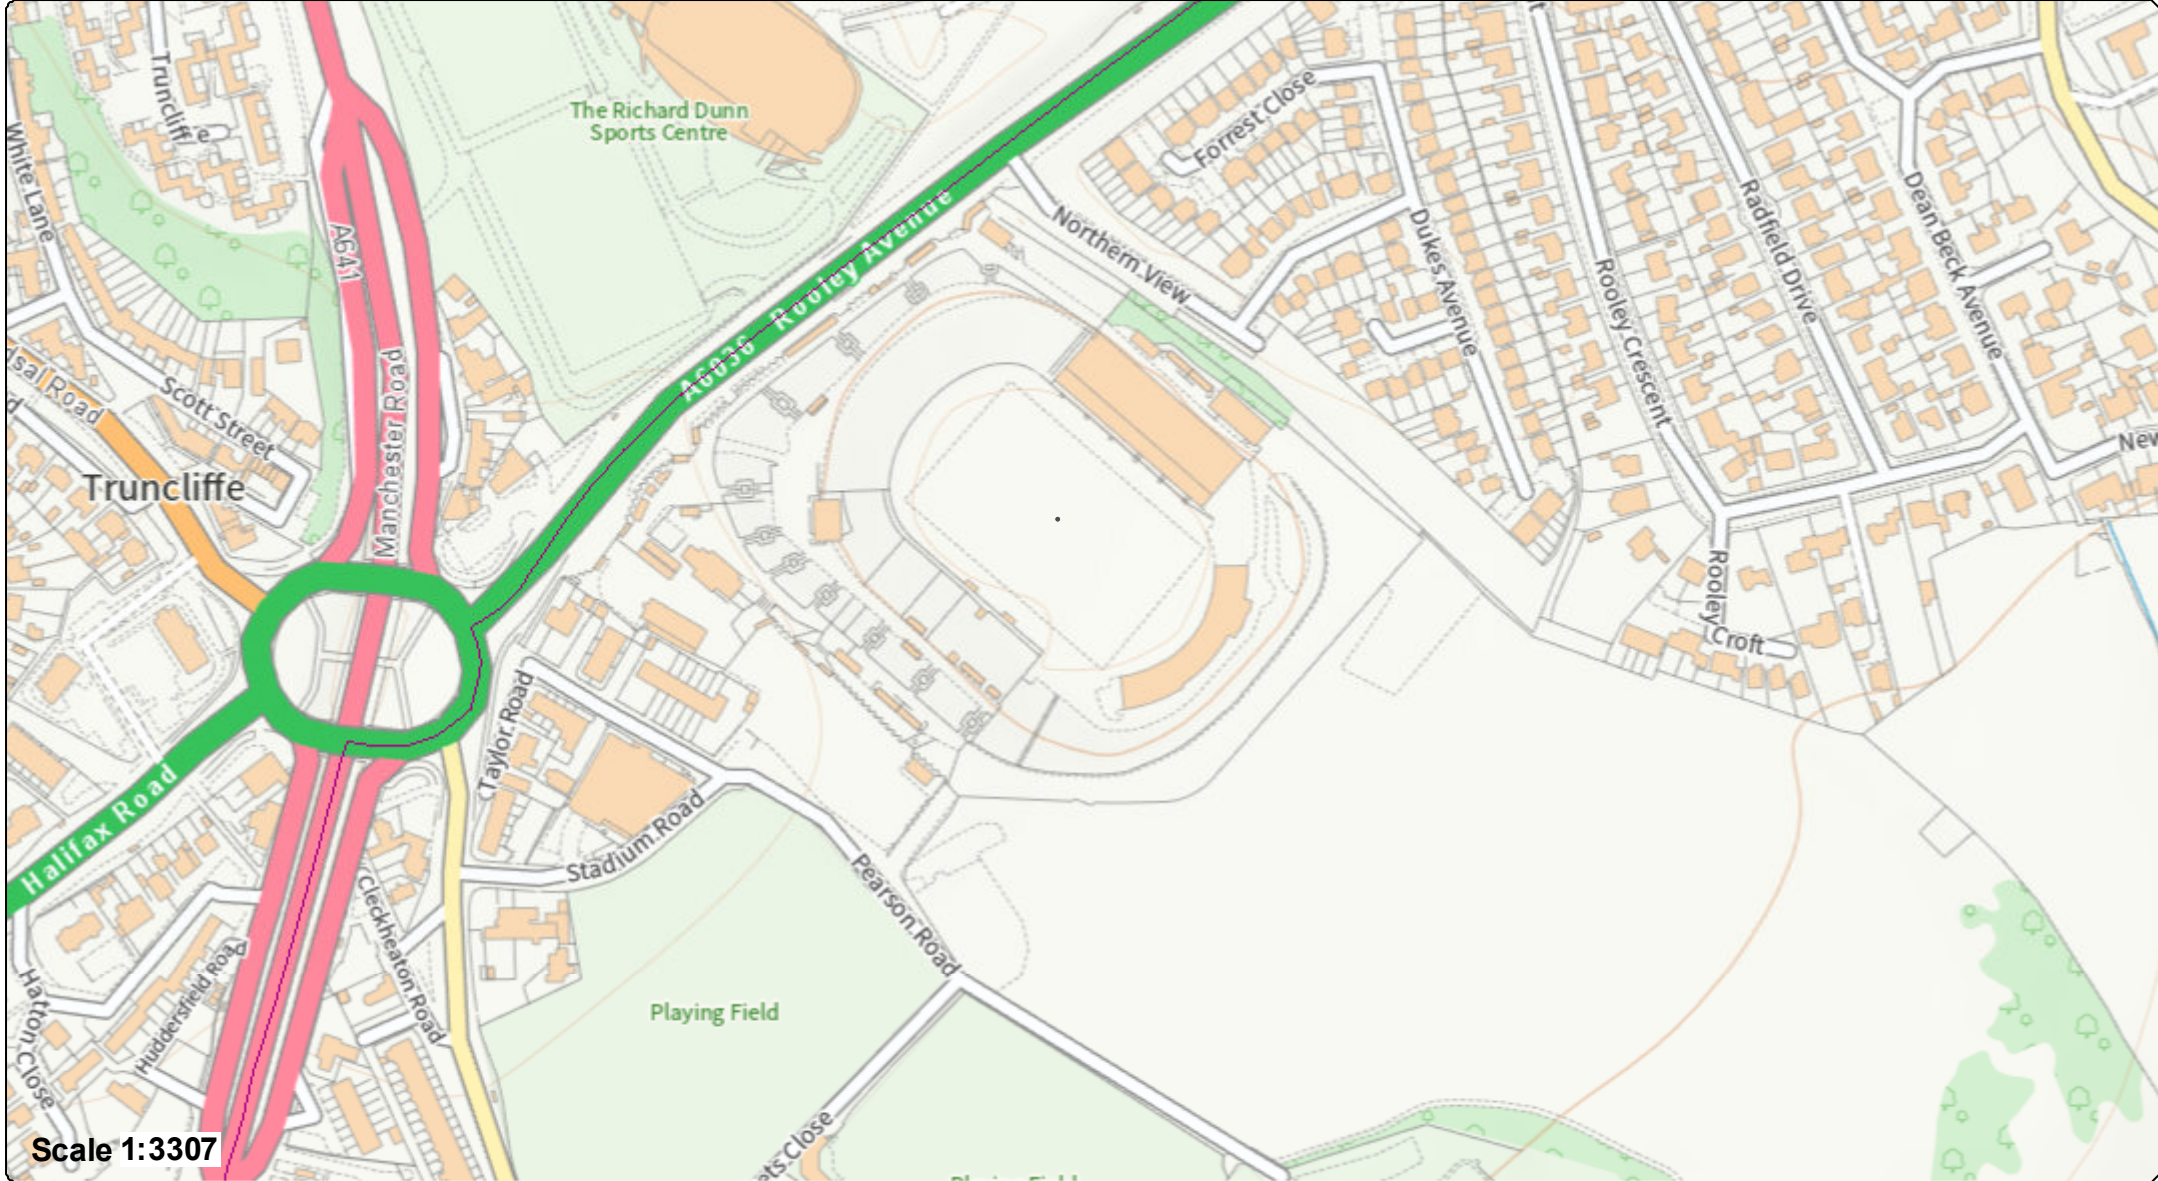 Truncliffe
White Lane
A641
The Richard Dunn
Sports Centre
A6036
Rooley Avenue
Forrest Close
Northern View
Dukes Avenue
Rooley Crescent
Radfield Drive
Dean Beck Avenue
New
Road
Scott Street
Truncliffe
Manchester Road
Rooley
Croft
Halifax Road
Taylor Road
Stadium Road
Pearson Road
Cleckheaton Road
Huddersfield Road
Hatton Close
Playing Field
Close
Scale 1:3307